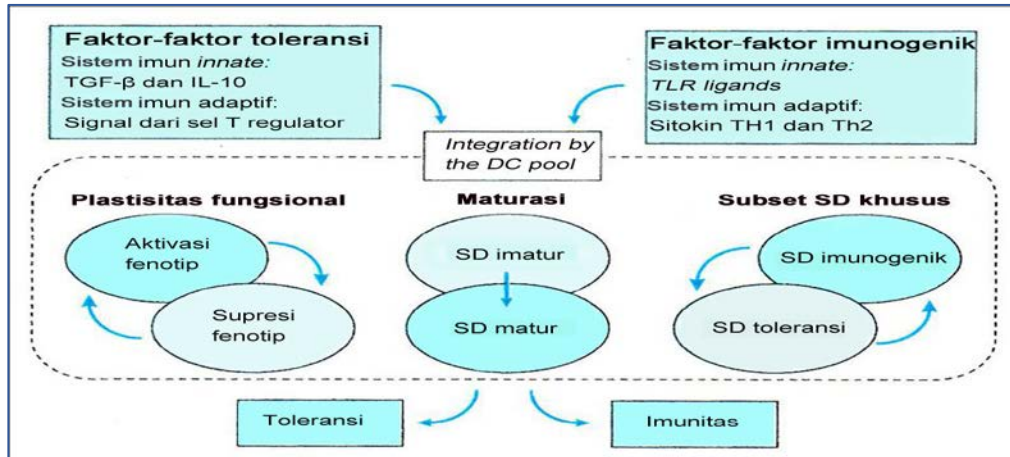 Faktor-faktor toleransi
Sistem imun innate:
TGF-β dan IL-10
Sistem imun adaptif:
Signal dari sel T regulator
Faktor-faktor imunogenik
Sistem imun innate:
TLR ligands
Sistem imun adaptif:
Sitokin TH1 dan Th2
Integration by
the DC pool
Plastisitas fungsional
Maturasi
Subset SD khusus
Aktivasi
fenotip
Supresi
fenotip
SD imatur
SD matur
SD imunogenik
SD toleransi
Toleransi
Imunitas